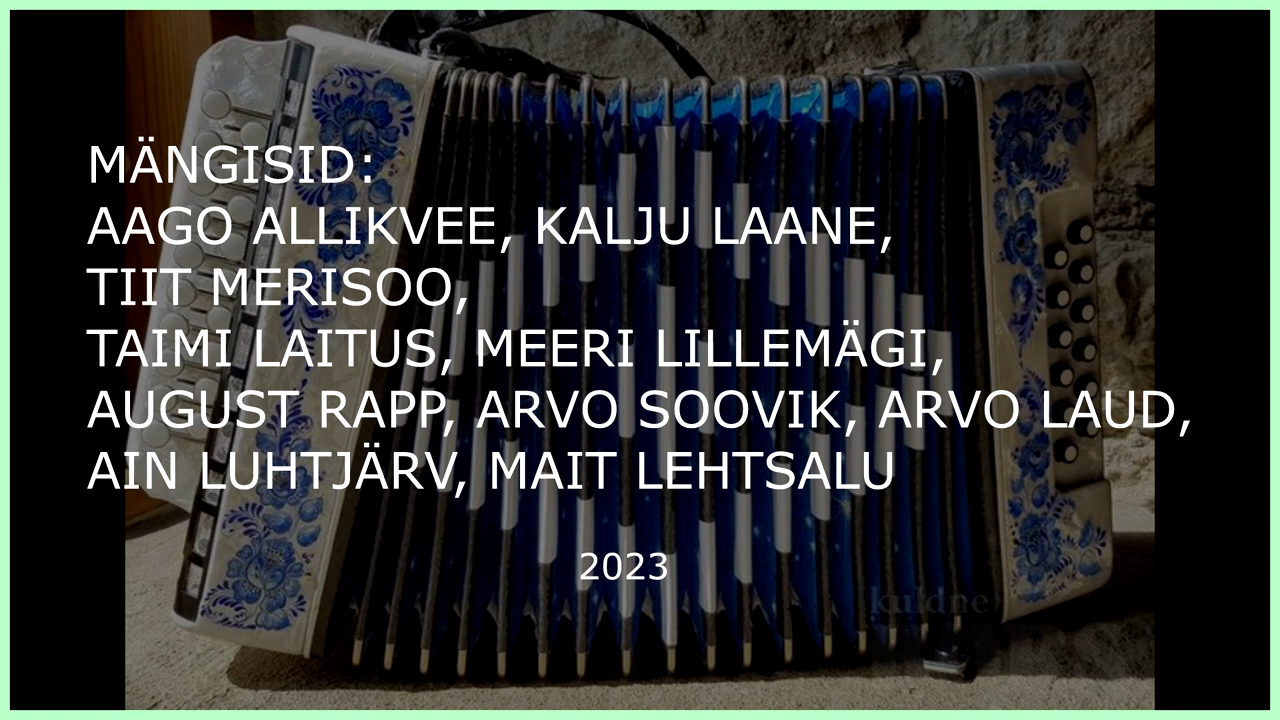 MÄNGISID:
AAGO ALLIKVEE, KALJU LAANE,
TIIT MERISOO,
TAIMI LAITUS, MEERI LILLEMÄGI,
AUGUST RAPP, ARVO SOOVIK, ARVO LAUD,
AIN LUHTJÄRV, MAIT LEHTSALU
2023
kuldne